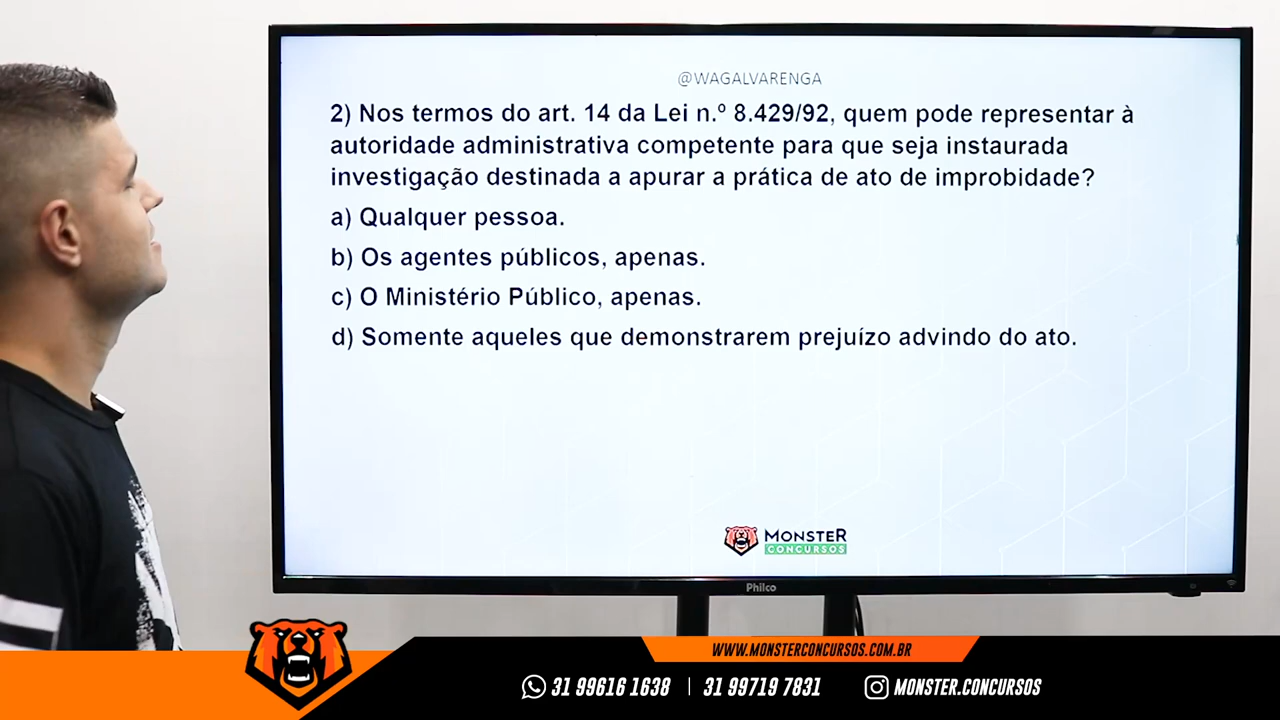 @WAGALVARENGA
2) Nos termos do art. 14 da Lei n.º 8.429/92, quem pode representar à
autoridade administrativa competente para que seja instaurada
investigação destinada a apurar a prática de ato de improbidade?
a) Qualquer pessoa.
b) Os agentes públicos, apenas.
c) O Ministério Público, apenas.
d) Somente aqueles que demonstrarem prejuízo advindo do ato.
MONSTER
CONCURSOS
Philco
WWW.MONSTERCONCURSOS.COM.BR
31 99616 1638 | 31 99719 7831 MONSTER.CONCURSOS